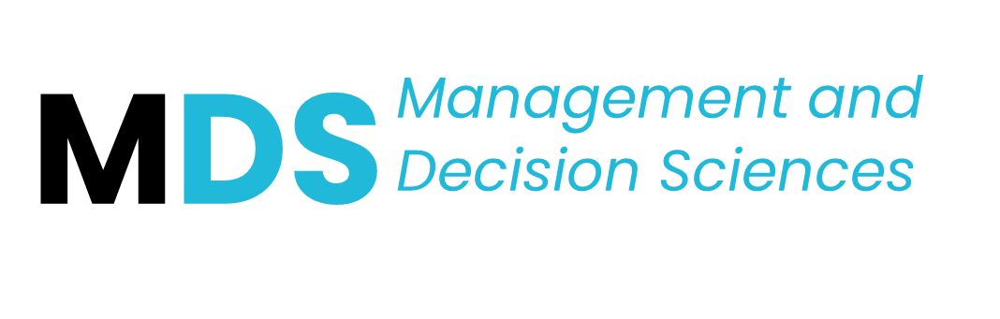 MDS
Management and
Decision Sciences